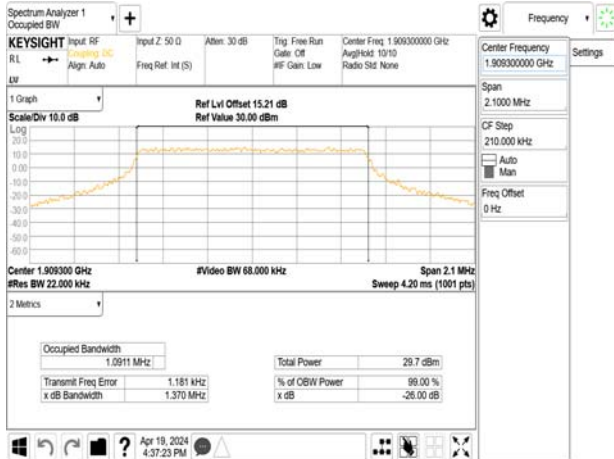 Spectrum Analyzer 1
Occupied BW
+
Frequency
KEYSIGHT
Input: RF
Coupling: DC
Align: Auto
Input Z: 50 Ω
Freq Ref: Int (S)
Atten: 30 dB
Trig: Free Run
Gate: Off
#IF Gain: Low
Center Freq: 1.909300000 GHz
Avg|Hold: 10/10
Radio Std: None
RL
Center Frequency
1.909300000 GHz
Settings
Span
2.1000 MHz
CF Step
210.000 kHz
Auto
Man
Freq Offset
0 Hz
1 Graph
Scale/Div 10.0 dB
Ref Lvl Offset 15.21 dB
Ref Value 30.00 dBm
Log
20.0
10.0
0.00
-10.0
-20.0
-30.0
-40.0
-50.0
-60.0
Center 1.909300 GHz
#Res BW 22.000 kHz
#Video BW 68.000 kHz
Span 2.1 MHz
Sweep 4.20 ms (1001 pts)
2 Metrics
Occupied Bandwidth
1.0911 MHz
Transmit Freq Error 1.181 kHz
x dB Bandwidth 1.370 MHz
Total Power 29.7 dBm
% of OBW Power 99.00 %
x dB -26.00 dB
?
Apr 19, 2024
4:37:23 PM